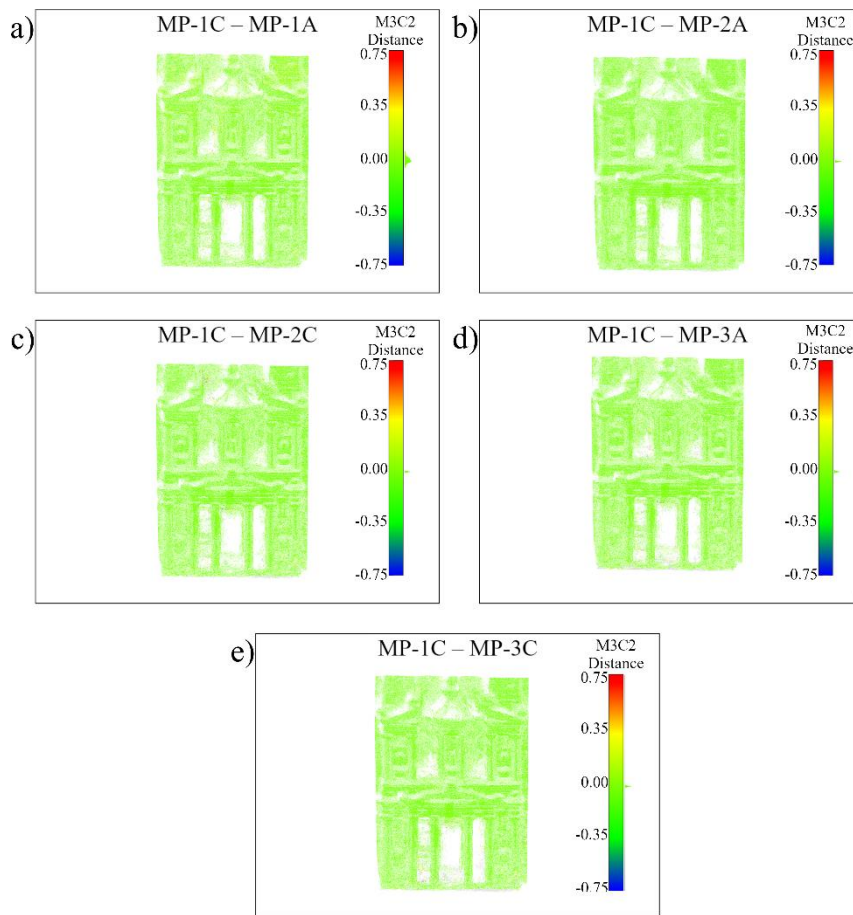 a)
MP-1C – MP-1A
M3C2
Distance
0.75
0.35
0.00
-0.35
-0.75
b)
MP-1C – MP-2A
M3C2
Distance
0.75
0.35
0.00
-0.35
-0.75
c)
MP-1C – MP-2C
M3C2
Distance
0.75
0.35
0.00
-0.35
-0.75
d)
MP-1C – MP-3A
M3C2
Distance
0.75
0.35
0.00
-0.35
-0.75
e)
MP-1C – MP-3C
M3C2
Distance
0.75
0.35
0.00
-0.35
-0.75